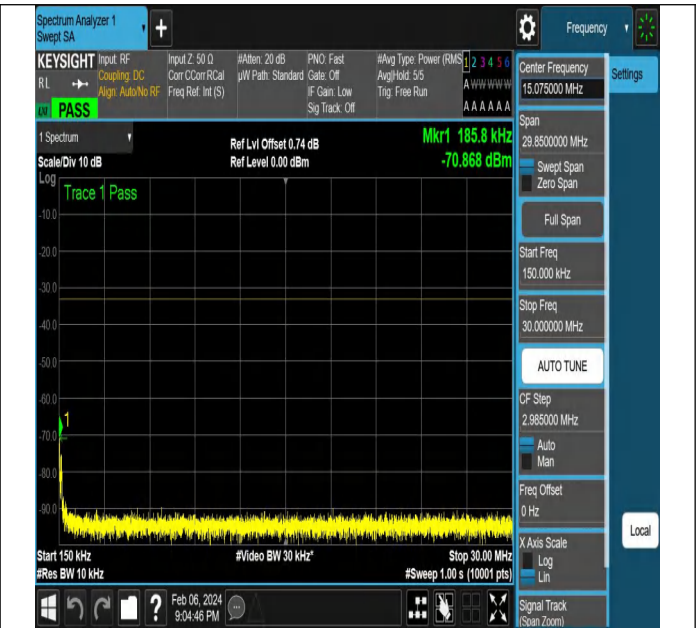 Spectrum Analyzer 1
Swept SA
Frequency
KEYSIGHT
RL
PASS
Input: RF
Coupling: DC
Align: Auto/No RF
Input Z: 50 Ω
Corr CCorr RCal
Freq Ref: Int (S)
#Atten: 20 dB
µW Path: Standard
PNO: Fast
Gate: Off
IF Gain: Low
Sig Track: Off
#Avg Type: Power (RMS
Avg|Hold: 5/5
Trig: Free Run
1 2 3 4 5 6
A W W W W W
A A A A A A
1 Spectrum
Scale/Div 10 dB
Ref Lvl Offset 0.74 dB
Ref Level 0.00 dBm
Mkr1 185.8 kHz
-70.868 dBm
Log
Trace 1 Pass
-10.0
-20.0
-30.0
-40.0
-50.0
-60.0
-70.0
-80.0
-90.0
1
Start 150 kHz
#Res BW 10 kHz
#Video BW 30 kHz*
Stop 30.00 MHz
#Sweep 1.00 s (10001 pts)
Feb 06, 2024
9:04:46 PM
?
Center Frequency
15.075000 MHz
Settings
Span
29.8500000 MHz
Swept Span
Zero Span
Full Span
Start Freq
150.000 kHz
Stop Freq
30.000000 MHz
AUTO TUNE
CF Step
2.985000 MHz
Auto
Man
Freq Offset
0 Hz
X Axis Scale
Log
Lin
Local
Signal Track
(Span Zoom)